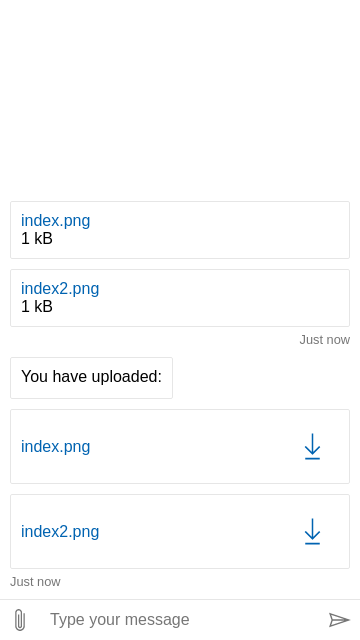 index.png
1 kB
index2.png
1 kB
Just now
You have uploaded:
index.png
index2.png
Just now
Type your message